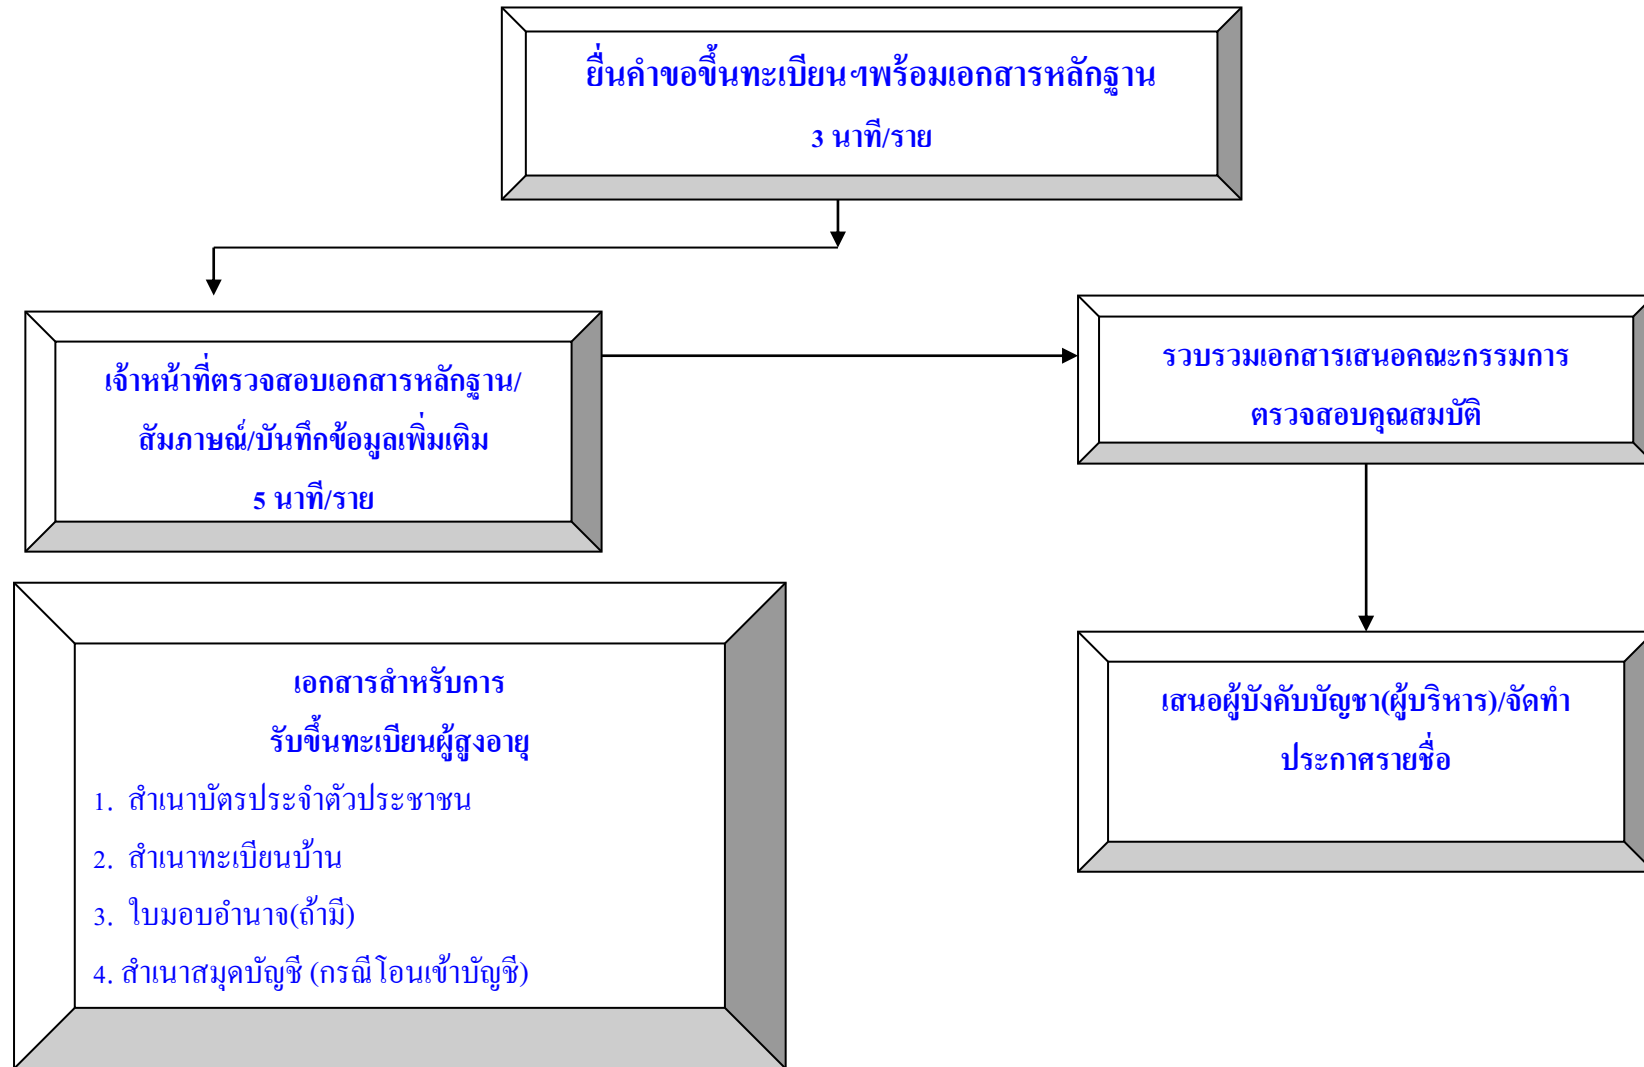 ยื่นคำขอขึ้นทะเบียนฯพร้อมเอกสารหลักฐาน
3 นาที/ราย
เจ้าหน้าที่ตรวจสอบเอกสารหลักฐาน/
สัมภาษณ์/บันทึกข้อมูลเพิ่มเติม
5 นาที/ราย
รวบรวมเอกสารเสนอคณะกรรมการ
ตรวจสอบคุณสมบัติ
เสนอผู้บังคับบัญชา(ผู้บริหาร)/จัดทำ
ประกาศรายชื่อ
เอกสารสำหรับการ
รับขึ้นทะเบียนผู้สูงอายุ
1. สำเนาบัตรประจำตัวประชาชน
2. สำเนาทะเบียนบ้าน
3. ใบมอบอำนาจ(ถ้ามี)
4. สำเนาสมุดบัญชี (กรณีโอนเข้าบัญชี)